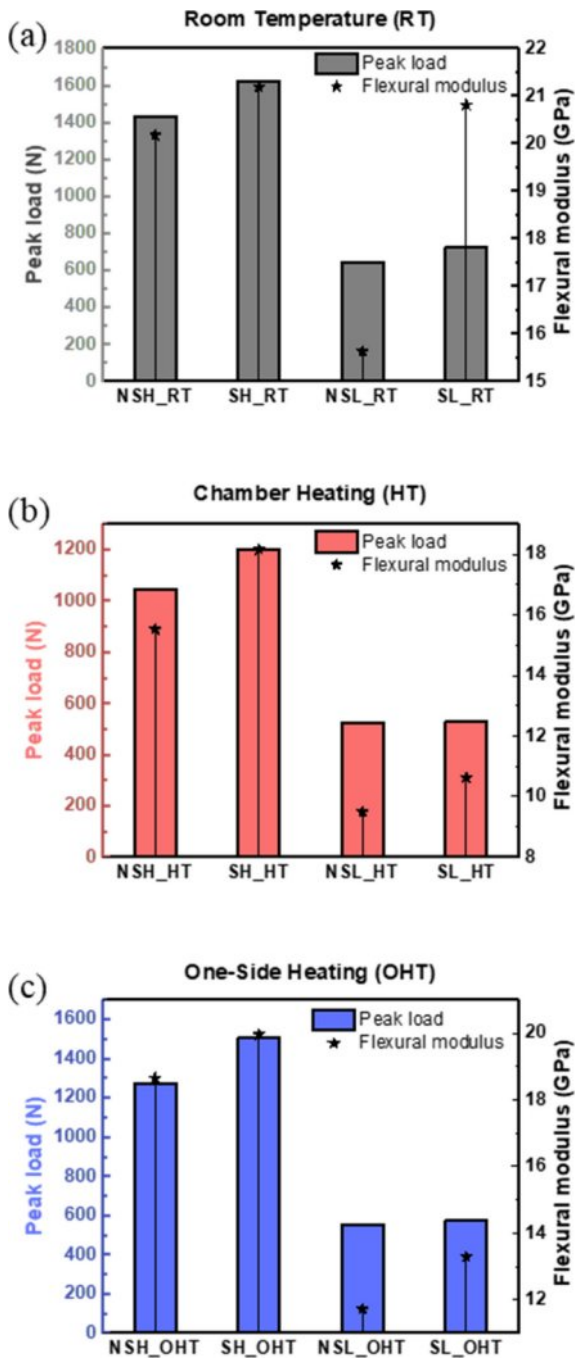 (a)
Room Temperature (RT)
Peak load
Flexural modulus
Peak load (N)
1800
1600
1400
1200
1000
800
600
400
200
0
22
21
20
19
18
17
16
15
Flexural modulus (GPa)
NSH_RT SH_RT NSL_RT SL_RT
(b)
Chamber Heating (HT)
Peak load
Flexural modulus
Peak load (N)
1200
1000
800
600
400
200
0
18
16
14
12
10
8
Flexural modulus (GPa)
NSH_HT SH_HT NSL_HT SL_HT
(c)
One-Side Heating (OHT)
Peak load
Flexural modulus
Peak load (N)
1600
1400
1200
1000
800
600
400
200
0
20
18
16
14
12
Flexural modulus (GPa)
NSH_OHT SH_OHT NSL_OHT SL_OHT